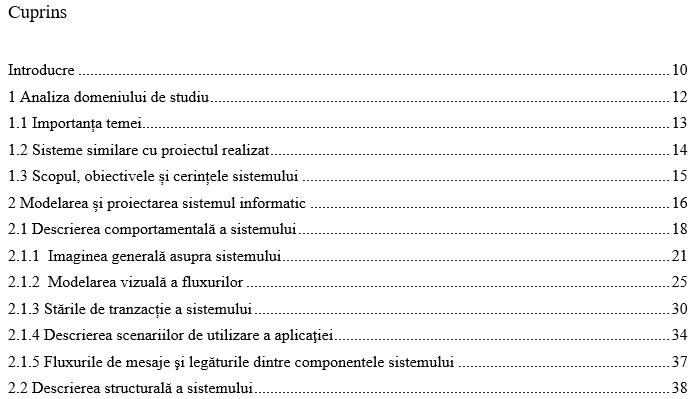 Cuprins
Introducre 10
1 Analiza domeniului de studiu 12
1.1 Importanța temei 13
1.2 Sisteme similare cu proiectul realizat 14
1.3 Scopul, obiectivele și cerințele sistemului 15
2 Modelarea și proiectarea sistemul informatic 16
2.1 Descrierea comportamentală a sistemului 18
2.1.1 Imaginea generală asupra sistemului 21
2.1.2 Modelarea vizuală a fluxurilor 25
2.1.3 Stările de tranzacție a sistemului 30
2.1.4 Descrierea scenariilor de utilizare a aplicaţiei 34
2.1.5 Fluxurile de mesaje şi legăturile dintre componentele sistemului 37
2.2 Descrierea structurală a sistemului 38